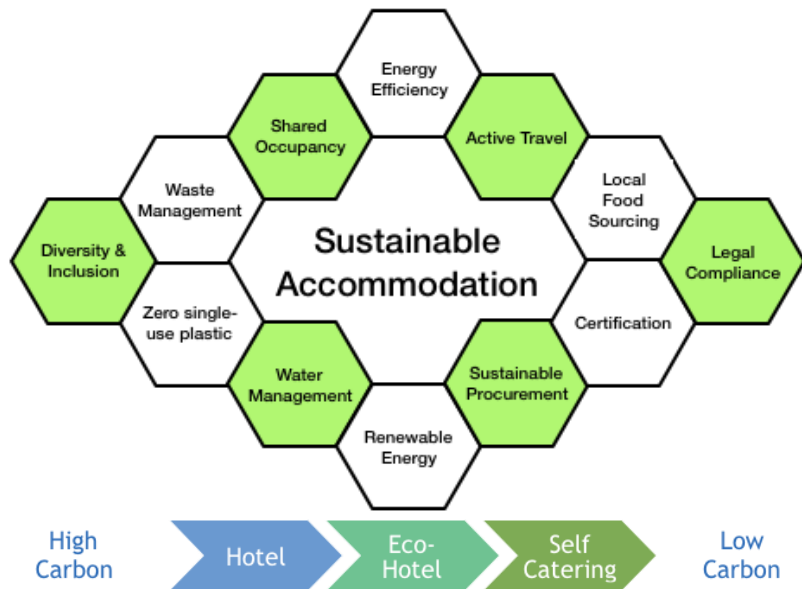 Energy
Efficiency
Shared
Occupancy
Active Travel
Waste
Management
Local
Food
Sourcing
Diversity &
Inclusion
Sustainable
Accommodation
Legal
Compliance
Zero single-
use plastic
Certification
Water
Management
Sustainable
Procurement
Renewable
Energy
High
Carbon
Hotel
Eco-
Hotel
Self
Catering
Low
Carbon